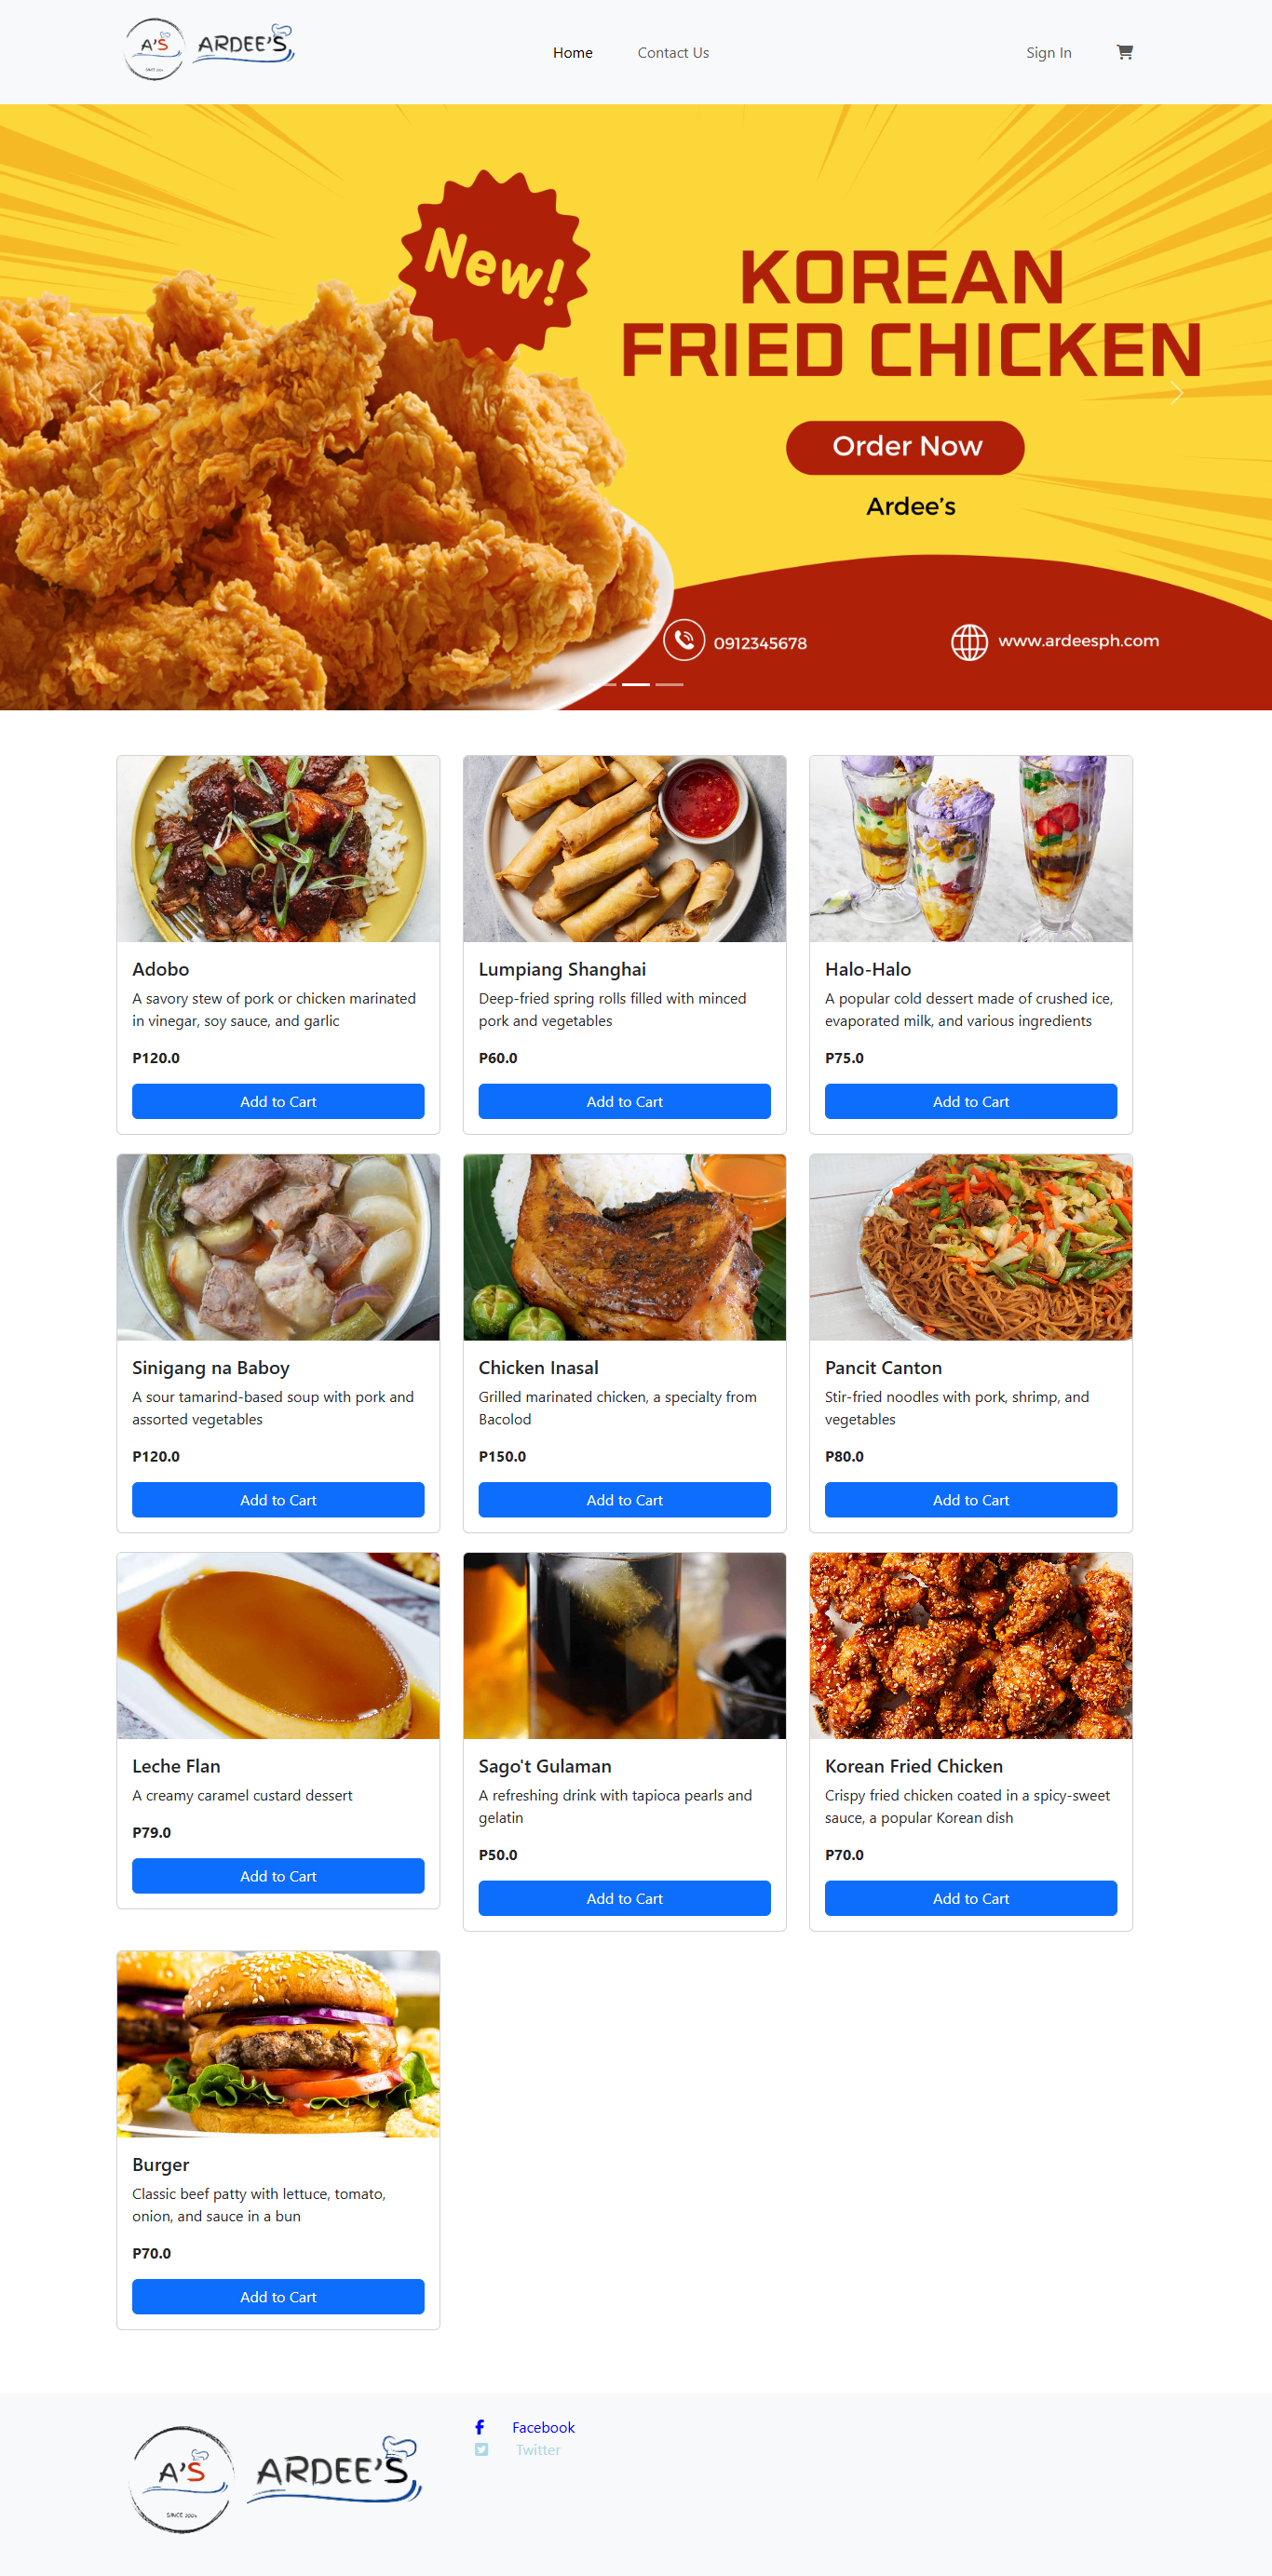 A'S
SINCE 2004
ARDEE'S
Home
Contact Us
Sign In
New!
KOREAN
FRIED CHICKEN
Order Now
Ardee's
0912345678
www.ardeesph.com
Adobo
A savory stew of pork or chicken marinated
in vinegar, soy sauce, and garlic
P120.0
Add to Cart
Lumpiang Shanghai
Deep-fried spring rolls filled with minced
pork and vegetables
P60.0
Add to Cart
Halo-Halo
A popular cold dessert made of crushed ice,
evaporated milk, and various ingredients
P75.0
Add to Cart
Sinigang na Baboy
A sour tamarind-based soup with pork and
assorted vegetables
P120.0
Add to Cart
Chicken Inasal
Grilled marinated chicken, a specialty from
Bacolod
P150.0
Add to Cart
Pancit Canton
Stir-fried noodles with pork, shrimp, and
vegetables
P80.0
Add to Cart
Leche Flan
A creamy caramel custard dessert
P79.0
Add to Cart
Sago't Gulaman
A refreshing drink with tapioca pearls and
gelatin
P50.0
Add to Cart
Korean Fried Chicken
Crispy fried chicken coated in a spicy-sweet
sauce, a popular Korean dish
P70.0
Add to Cart
Burger
Classic beef patty with lettuce, tomato,
onion, and sauce in a bun
P70.0
Add to Cart
A'S
SINCE 2004
ARDEE'S
Facebook
Twitter